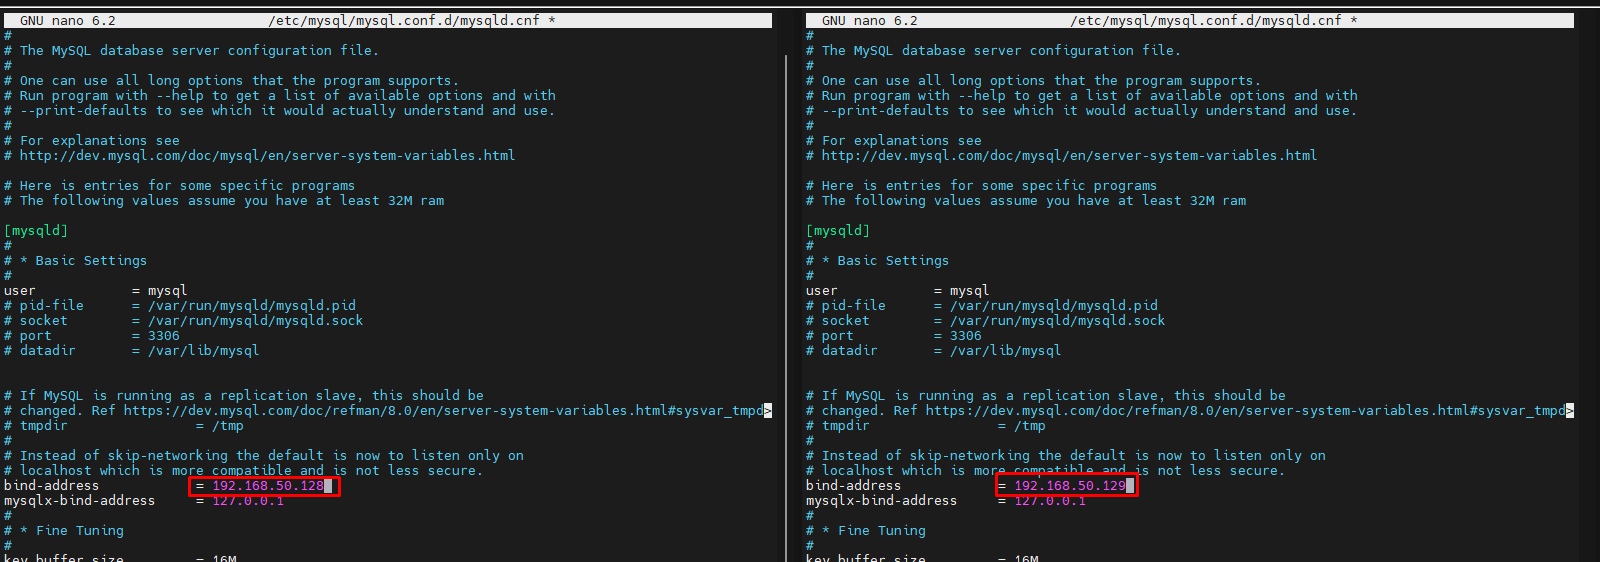 GNU nano 6.2 /etc/mysql/mysql.conf.d/mysqld.cnf *
#
# The MySQL database server configuration file.
#
# One can use all long options that the program supports.
# Run program with --help to get a list of available options and with
# --print-defaults to see which it would actually understand and use.
#
# For explanations see
# http://dev.mysql.com/doc/mysql/en/server-system-variables.html
# Here is entries for some specific programs
# The following values assume you have at least 32M ram
[mysqld]
#
# * Basic Settings
#
user = mysql
# pid-file = /var/run/mysqld/mysqld.pid
# socket = /var/run/mysqld/mysqld.sock
# port = 3306
# datadir = /var/lib/mysql
# If MySQL is running as a replication slave, this should be
# changed. Ref https://dev.mysql.com/doc/refman/8.0/en/server-system-variables.html#sysvar_tmpd>
# tmpdir = /tmp
#
# Instead of skip-networking the default is now to listen only on
# localhost which is more compatible and is not less secure.
bind-address = 192.168.50.128
mysqlx-bind-address = 127.0.0.1
#
# * Fine Tuning
#
key_buffer_size = 16M
GNU nano 6.2 /etc/mysql/mysql.conf.d/mysqld.cnf *
#
# The MySQL database server configuration file.
#
# One can use all long options that the program supports.
# Run program with --help to get a list of available options and with
# --print-defaults to see which it would actually understand and use.
#
# For explanations see
# http://dev.mysql.com/doc/mysql/en/server-system-variables.html
# Here is entries for some specific programs
# The following values assume you have at least 32M ram
[mysqld]
#
# * Basic Settings
#
user = mysql
# pid-file = /var/run/mysqld/mysqld.pid
# socket = /var/run/mysqld/mysqld.sock
# port = 3306
# datadir = /var/lib/mysql
# If MySQL is running as a replication slave, this should be
# changed. Ref https://dev.mysql.com/doc/refman/8.0/en/server-system-variables.html#sysvar_tmpd>
# tmpdir = /tmp
#
# Instead of skip-networking the default is now to listen only on
# localhost which is more compatible and is not less secure.
bind-address = 192.168.50.129
mysqlx-bind-address = 127.0.0.1
#
# * Fine Tuning
#
key_buffer_size = 16M